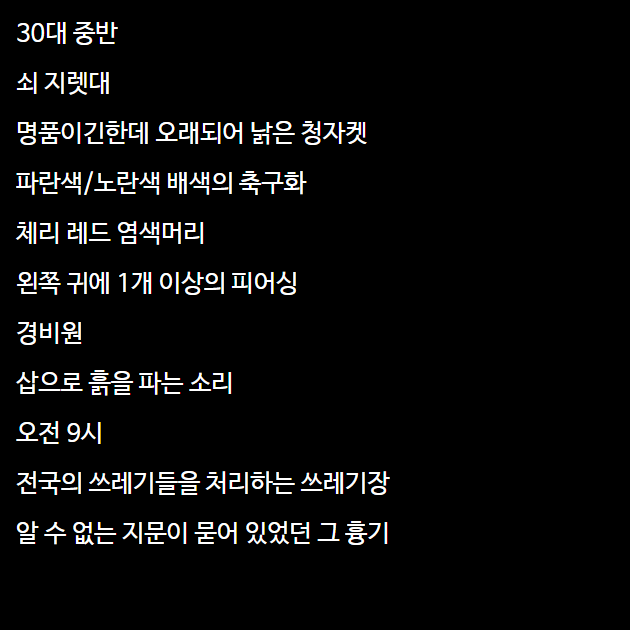 30대 중반
쇠 지렛대
명품이긴한데 오래되어 낡은 청자켓
파란색/노란색 배색의 축구화
체리 레드 염색머리
왼쪽 귀에 1개 이상의 피어싱
경비원
삽으로 흙을 파는 소리
오전 9시
전국의 쓰레기들을 처리하는 쓰레기장
알 수 없는 지문이 묻어 있었던 그 흉기